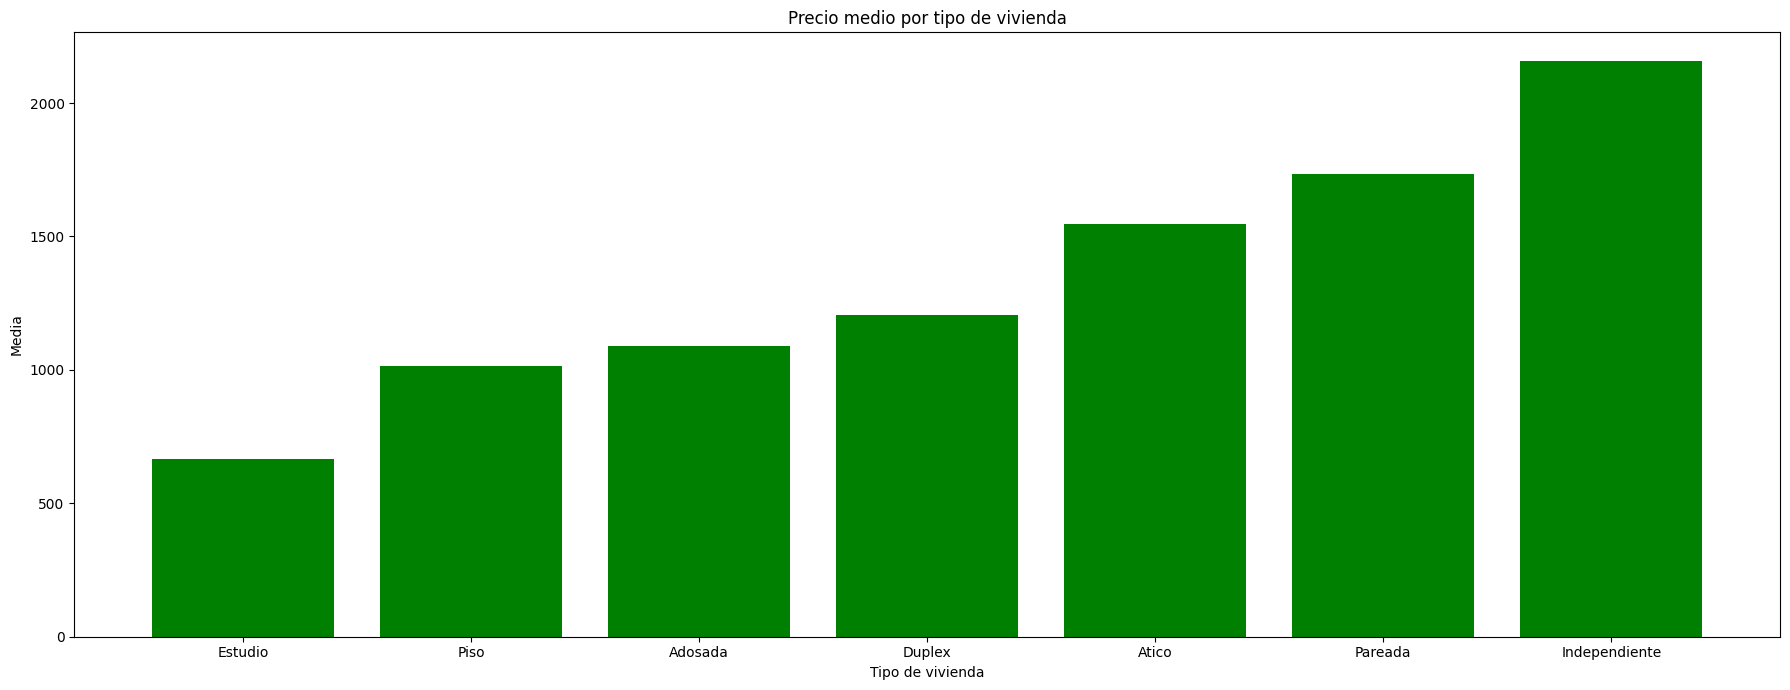 Precio medio por tipo de vivienda
2000
1500
1000
500
0
Media
Estudio Piso Adosada Duplex Atico Pareada Independiente
Tipo de vivienda